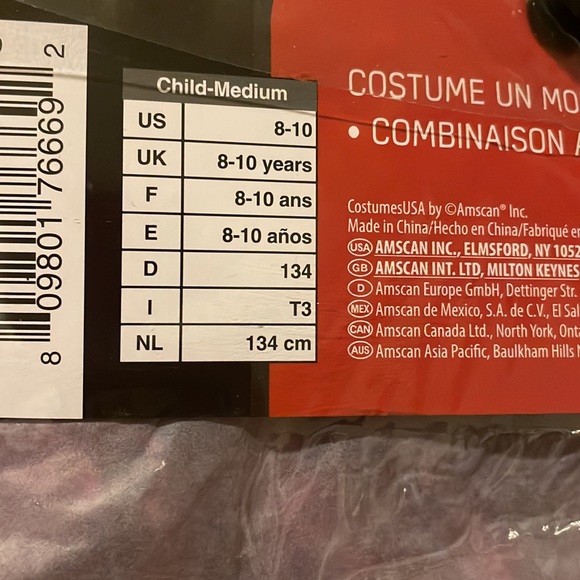 8 09801 76669 2
Child-Medium
US 8-10
UK 8-10 years
F 8-10 ans
E 8-10 años
D 134
I T3
NL 134 cm
COSTUME UN MO
• COMBINAISON
CostumesUSA by ©Amscan® Inc.
Made in China/Hecho en China/Fabriqué en
USA AMSCAN INC., ELMSFORD, NY 1052
GB AMSCAN INT. LTD, MILTON KEYNES
D Amscan Europe GmbH, Dettinger Str.
MEX Amscan de Mexico, S.A. de C.V., El Sal
CAN Amscan Canada Ltd., North York, Onta
AUS Amscan Asia Pacific, Baulkham Hills